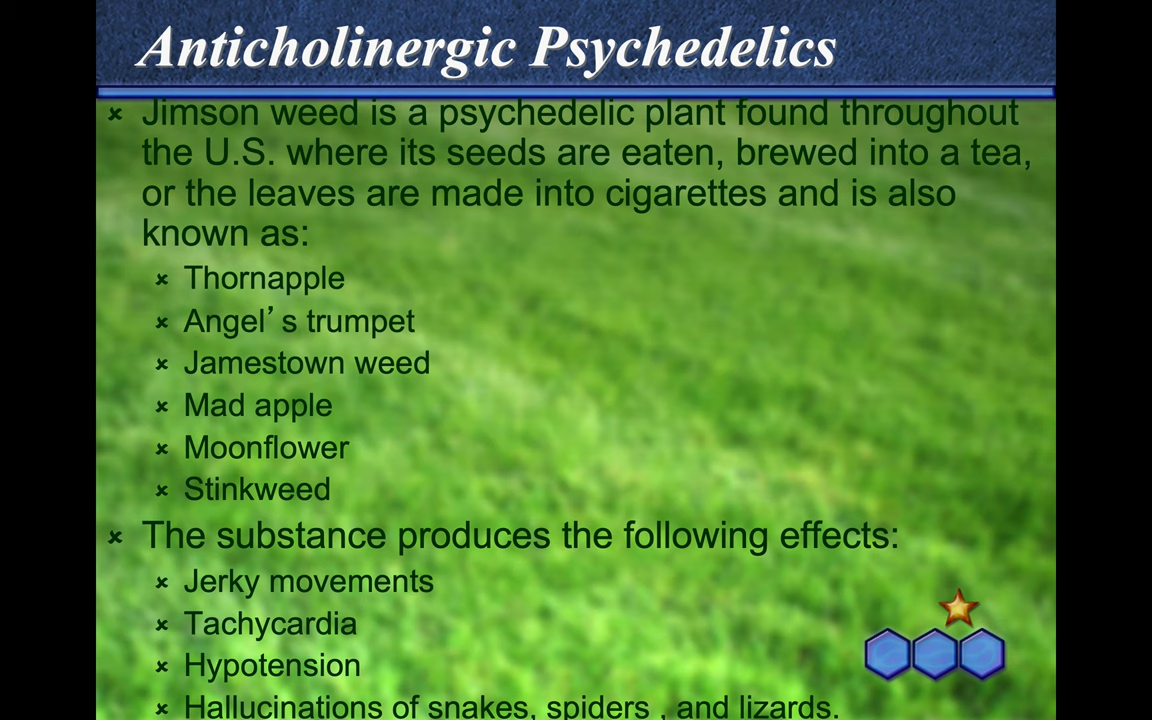 Anticholinergic Psychedelics
Jimson weed is a psychedelic plant found throughout
the U.S. where its seeds are eaten, brewed into a tea,
or the leaves are made into cigarettes and is also
known as:
Thornapple
Angel’s trumpet
Jamestown weed
Mad apple
Moonflower
Stinkweed
The substance produces the following effects:
Jerky movements
Tachycardia
Hypotension
Hallucinations of snakes, spiders , and lizards.